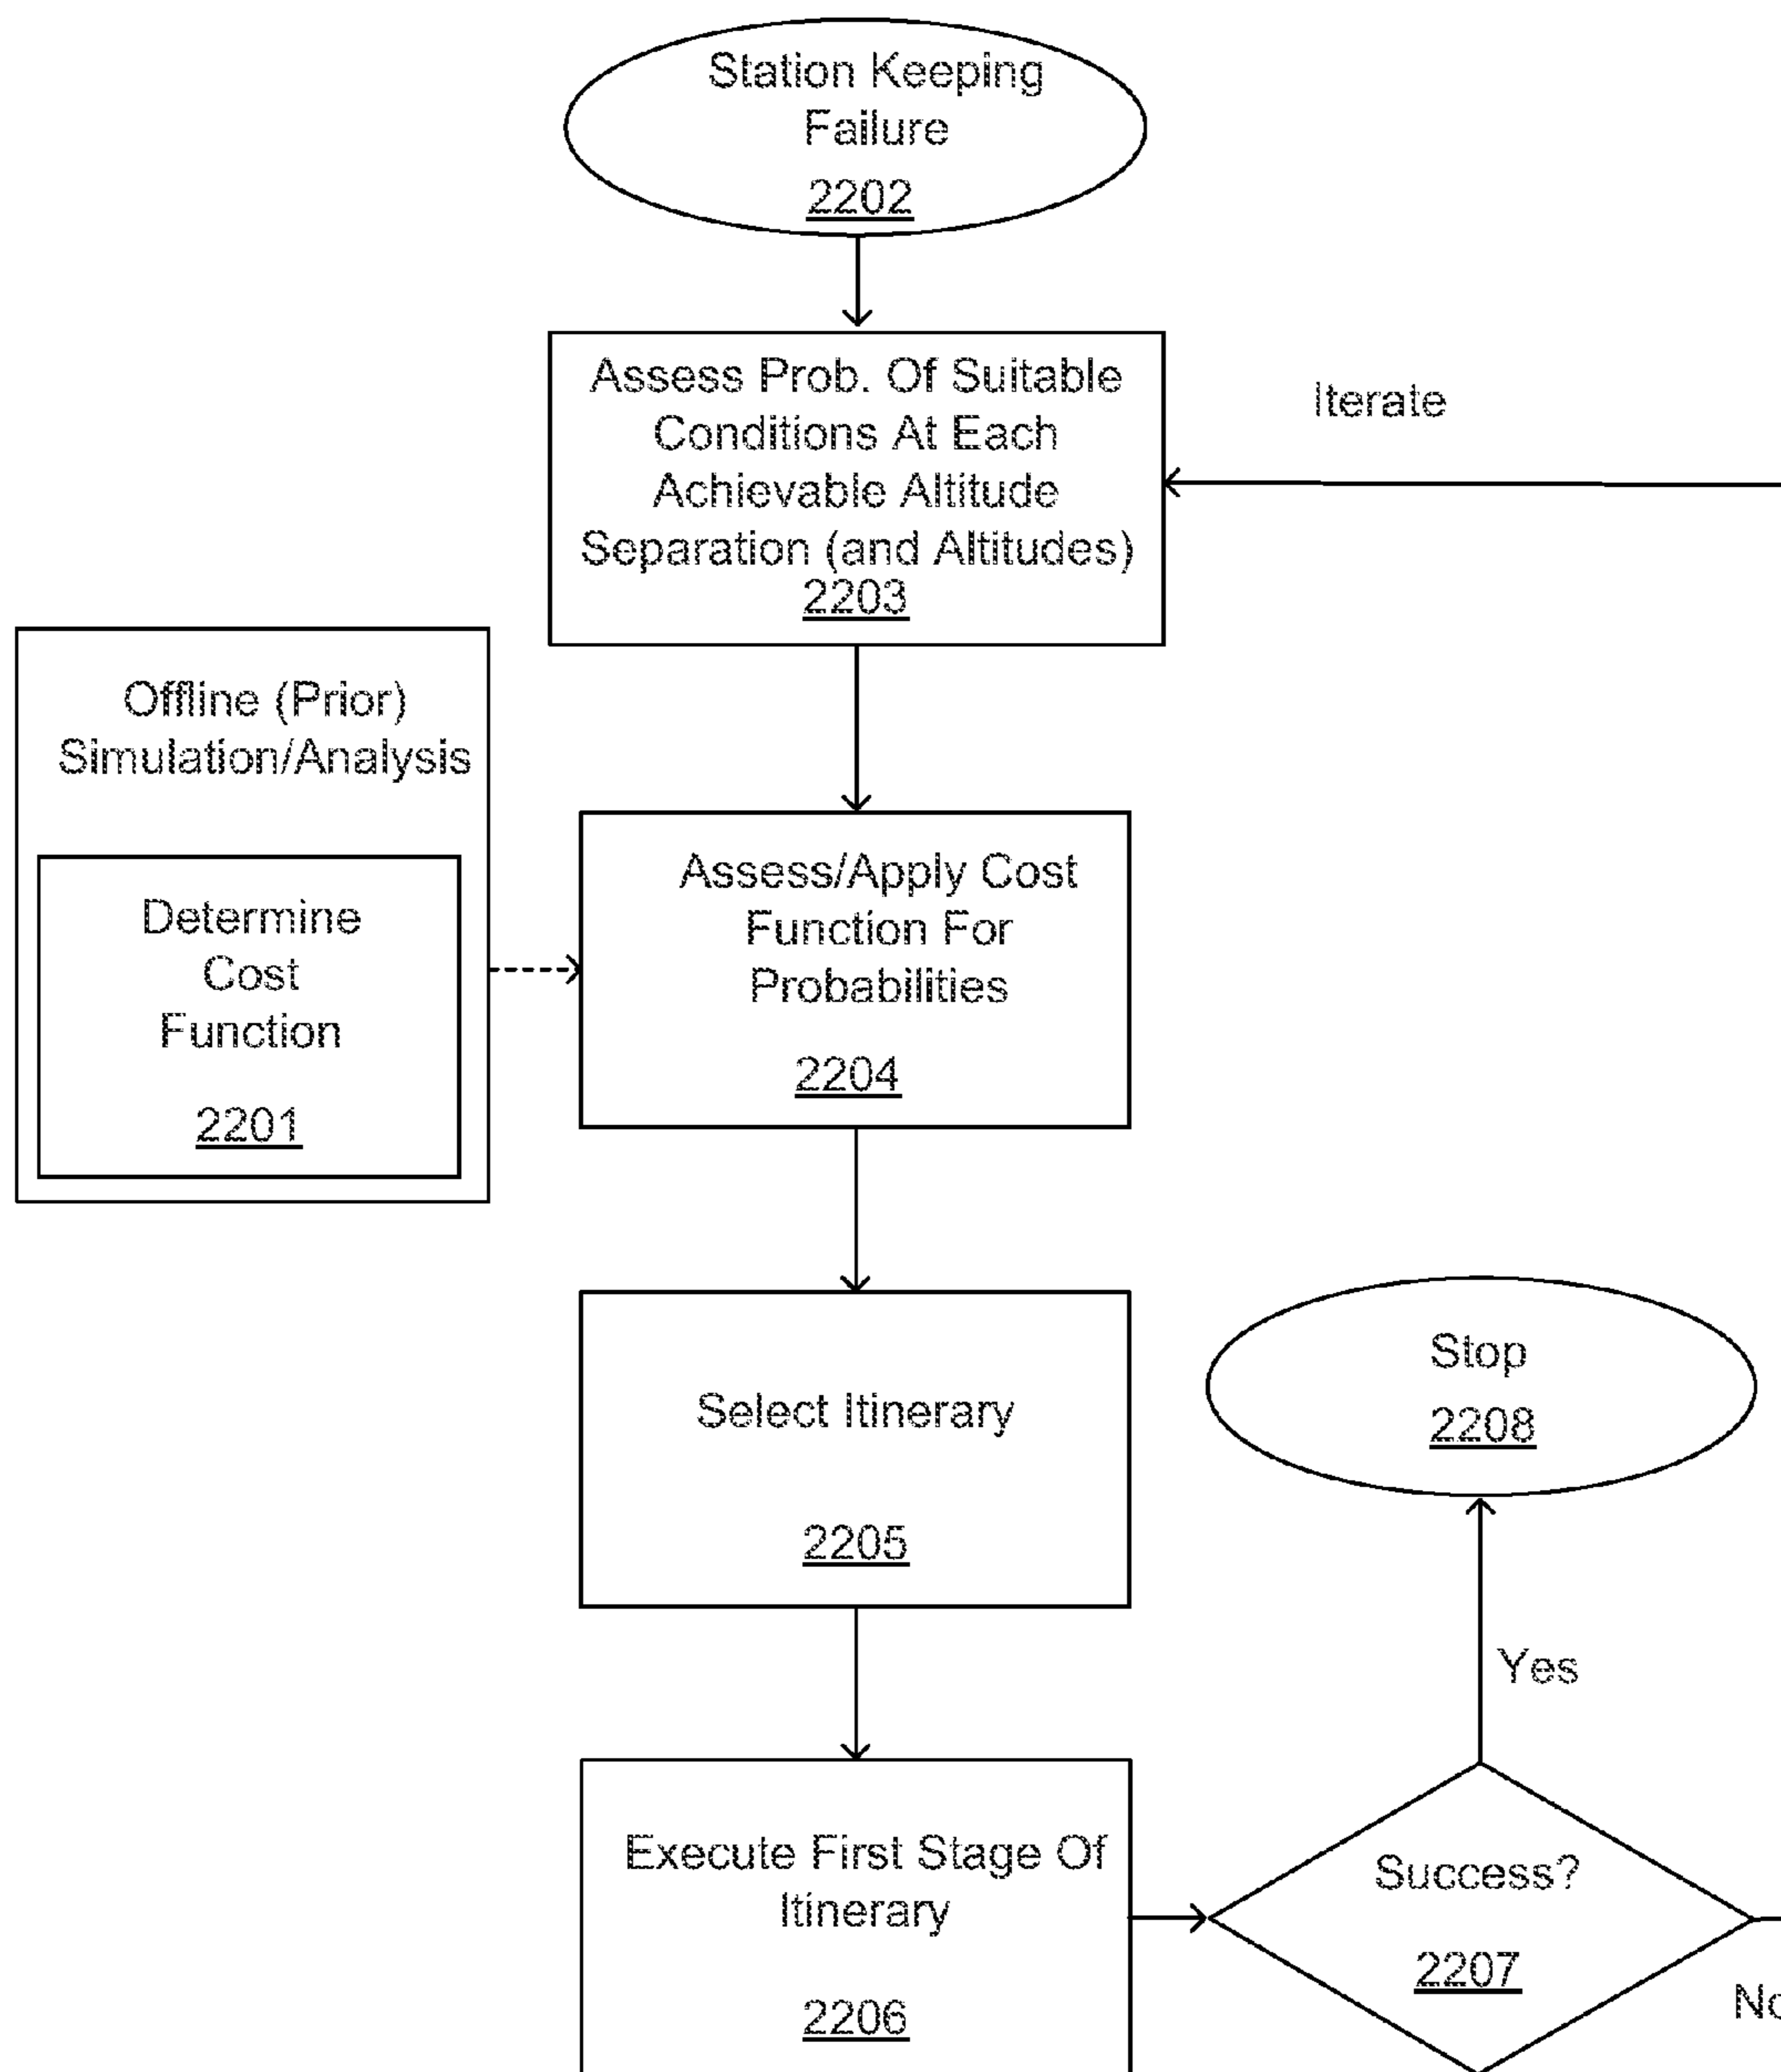 Station Keeping
Failure
2202
Assess Prob. Of Suitable
Conditions At Each
Achievable Altitude
Separation (and Altitudes)
2203
Iterate
Offline (Prior)
Simulation/Analysis
Determine
Cost
Function
2201
Assess/Apply Cost
Function For
Probabilities
2204
Select Itinerary
2205
Stop
2208
Yes
Execute First Stage Of
Itinerary
2206
Success?
2207
No